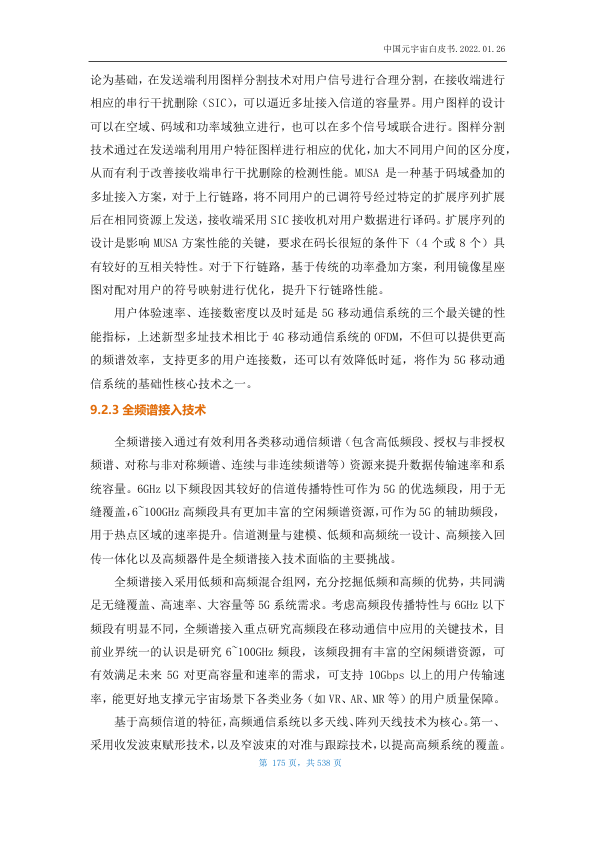 中国元宇宙白皮书.2022.01.26
论为基础，在发送端利用图样分割技术对用户信号进行合理分割，在接收端进行
相应的串行干扰删除（SIC），可以逼近多址接入信道的容量界。用户图样的设计
可以在空域、码域和功率域独立进行，也可以在多个信号域联合进行。图样分割
技术通过在发送端利用用户特征图样进行相应的优化，加大不同用户间的区分度，
从而有利于改善接收端串行干扰删除的检测性能。MUSA 是一种基于码域叠加的
多址接入方案，对于上行链路，将不同用户的已调符号经过特定的扩展序列扩展
后在相同资源上发送，接收端采用 SIC 接收机对用户数据进行译码。扩展序列的
设计是影响 MUSA 方案性能的关键，要求在码长很短的条件下（4 个或 8 个）具
有较好的互相关特性。对于下行链路，基于传统的功率叠加方案，利用镜像星座
图对配对用户的符号映射进行优化，提升下行链路性能。
用户体验速率、连接数密度以及时延是 5G 移动通信系统的三个最关键的性
能指标，上述新型多址技术相比于 4G 移动通信系统的 OFDM，不但可以提供更高
的频谱效率，支持更多的用户连接数，还可以有效降低时延，将作为 5G 移动通
信系统的基础性核心技术之一。
9.2.3 全频谱接入技术
全频谱接入通过有效利用各类移动通信频谱（包含高低频段、授权与非授权
频谱、对称与非对称频谱、连续与非连续频谱等）资源来提升数据传输速率和系
统容量。6GHz 以下频段因其较好的信道传播特性可作为 5G 的优选频段，用于无
缝覆盖，6~100GHz 高频段具有更加丰富的空闲频谱资源，可作为 5G 的辅助频段，
用于热点区域的速率提升。信道测量与建模、低频和高频统一设计、高频接入回
传一体化以及高频器件是全频谱接入技术面临的主要挑战。
全频谱接入采用低频和高频混合组网，充分挖掘低频和高频的优势，共同满
足无缝覆盖、高速率、大容量等 5G 系统需求。考虑高频段传播特性与 6GHz 以下
频段有明显不同，全频谱接入重点研究高频段在移动通信中应用的关键技术，目
前业界统一的认识是研究 6~100GHz 频段，该频段拥有丰富的空闲频谱资源，可
有效满足未来 5G 对更高容量和速率的需求，可支持 10Gbps 以上的用户传输速
率，能更好地支撑元宇宙场景下各类业务（如 VR、AR、MR 等）的用户质量保障。
基于高频信道的特征，高频通信系统以多天线、阵列天线技术为核心。第一、
采用收发波束赋形技术，以及窄波束的对准与跟踪技术，以提高高频系统的覆盖。
第 175 页，共 538 页